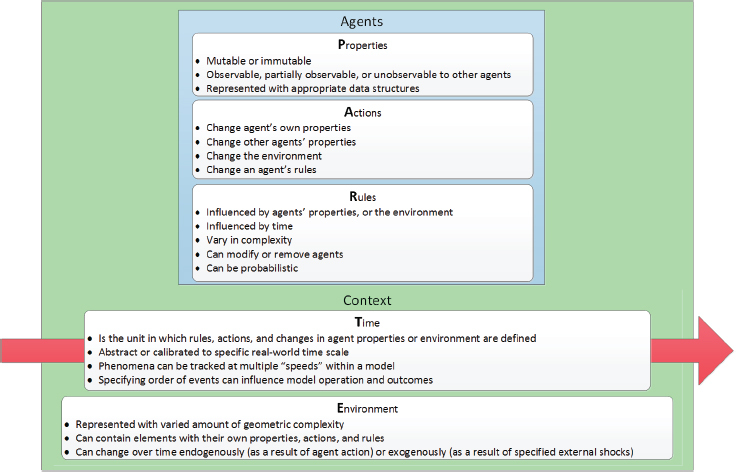 Agents
Properties
• Mutable or immutable
• Observable, partially observable, or unobservable to other agents
• Represented with appropriate data structures
Actions
• Change agent's own properties
• Change other agents' properties
• Change the environment
• Change an agent's rules
Rules
• Influenced by agents' properties, or the environment
• Influenced by time
• Vary in complexity
• Can modify or remove agents
• Can be probabilistic
Context
Time
• Is the unit in which rules, actions, and changes in agent properties or environment are defined
• Abstract or calibrated to specific real-world time scale
• Phenomena can be tracked at multiple “speeds” within a model
• Specifying order of events can influence model operation and outcomes
Environment
• Represented with varied amount of geometric complexity
• Can contain elements with their own properties, actions, and rules
• Can change over time endogenously (as a result of agent action) or exogenously (as a result of specified external shocks)